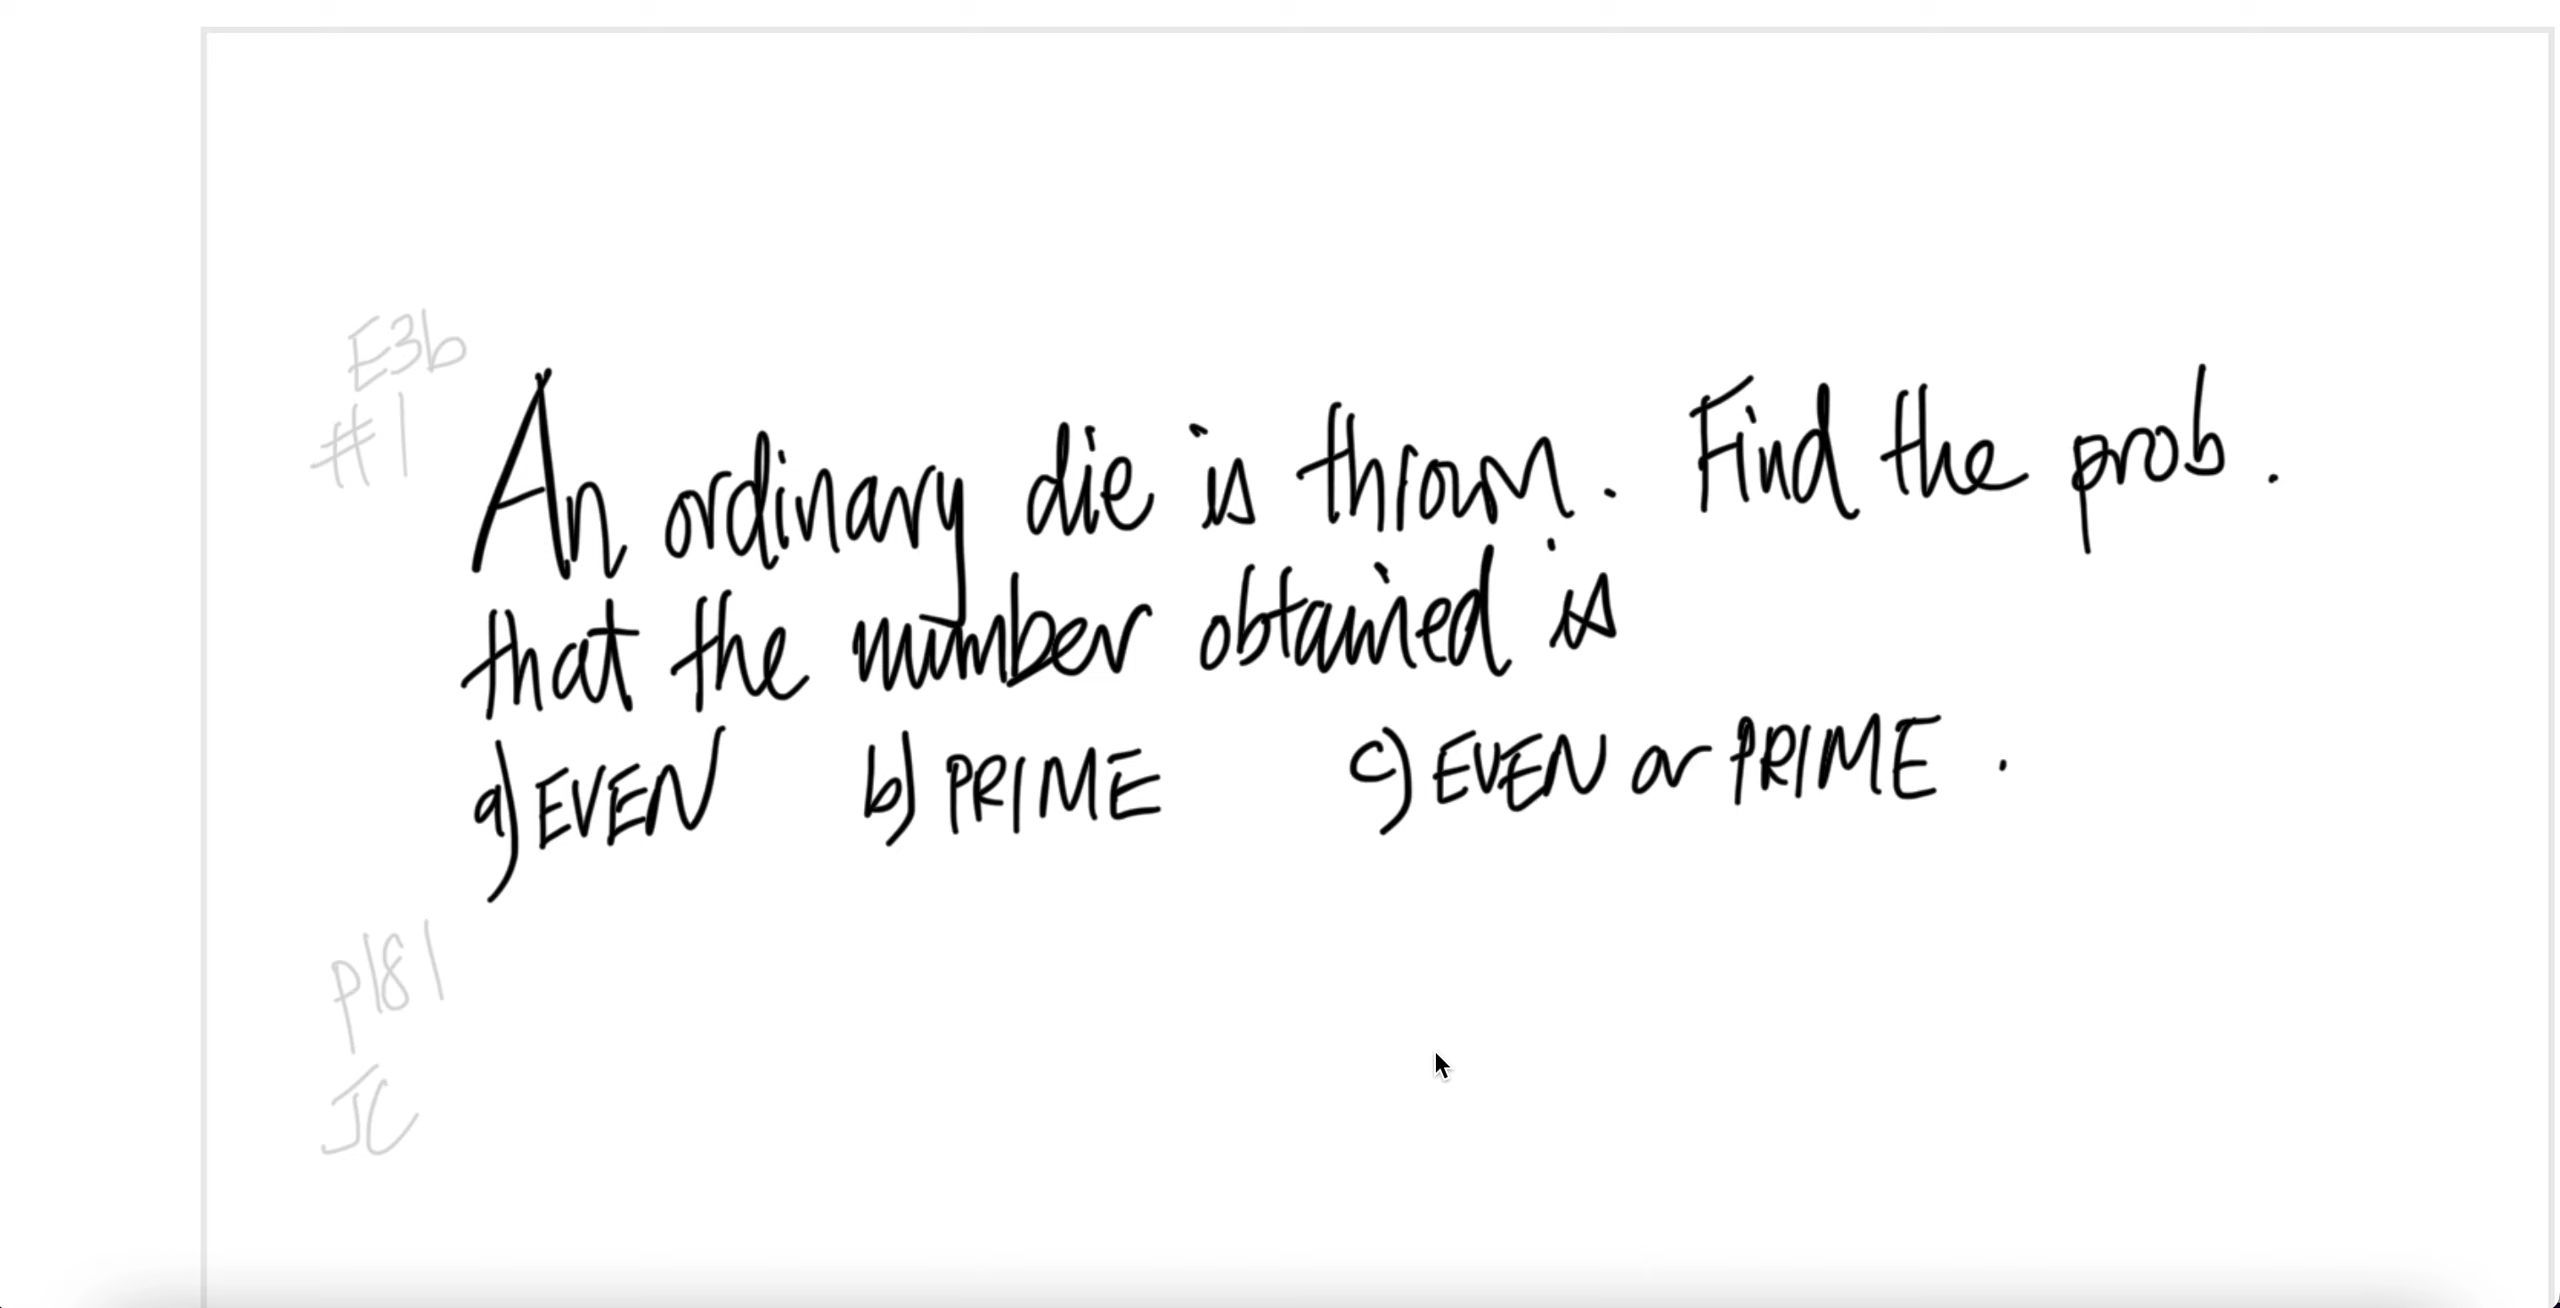 E3b
#1
An ordinary die is thrown. Find the prob.
that the number obtained is
a) EVEN b) PRIME c) EVEN or PRIME.
p181
JC